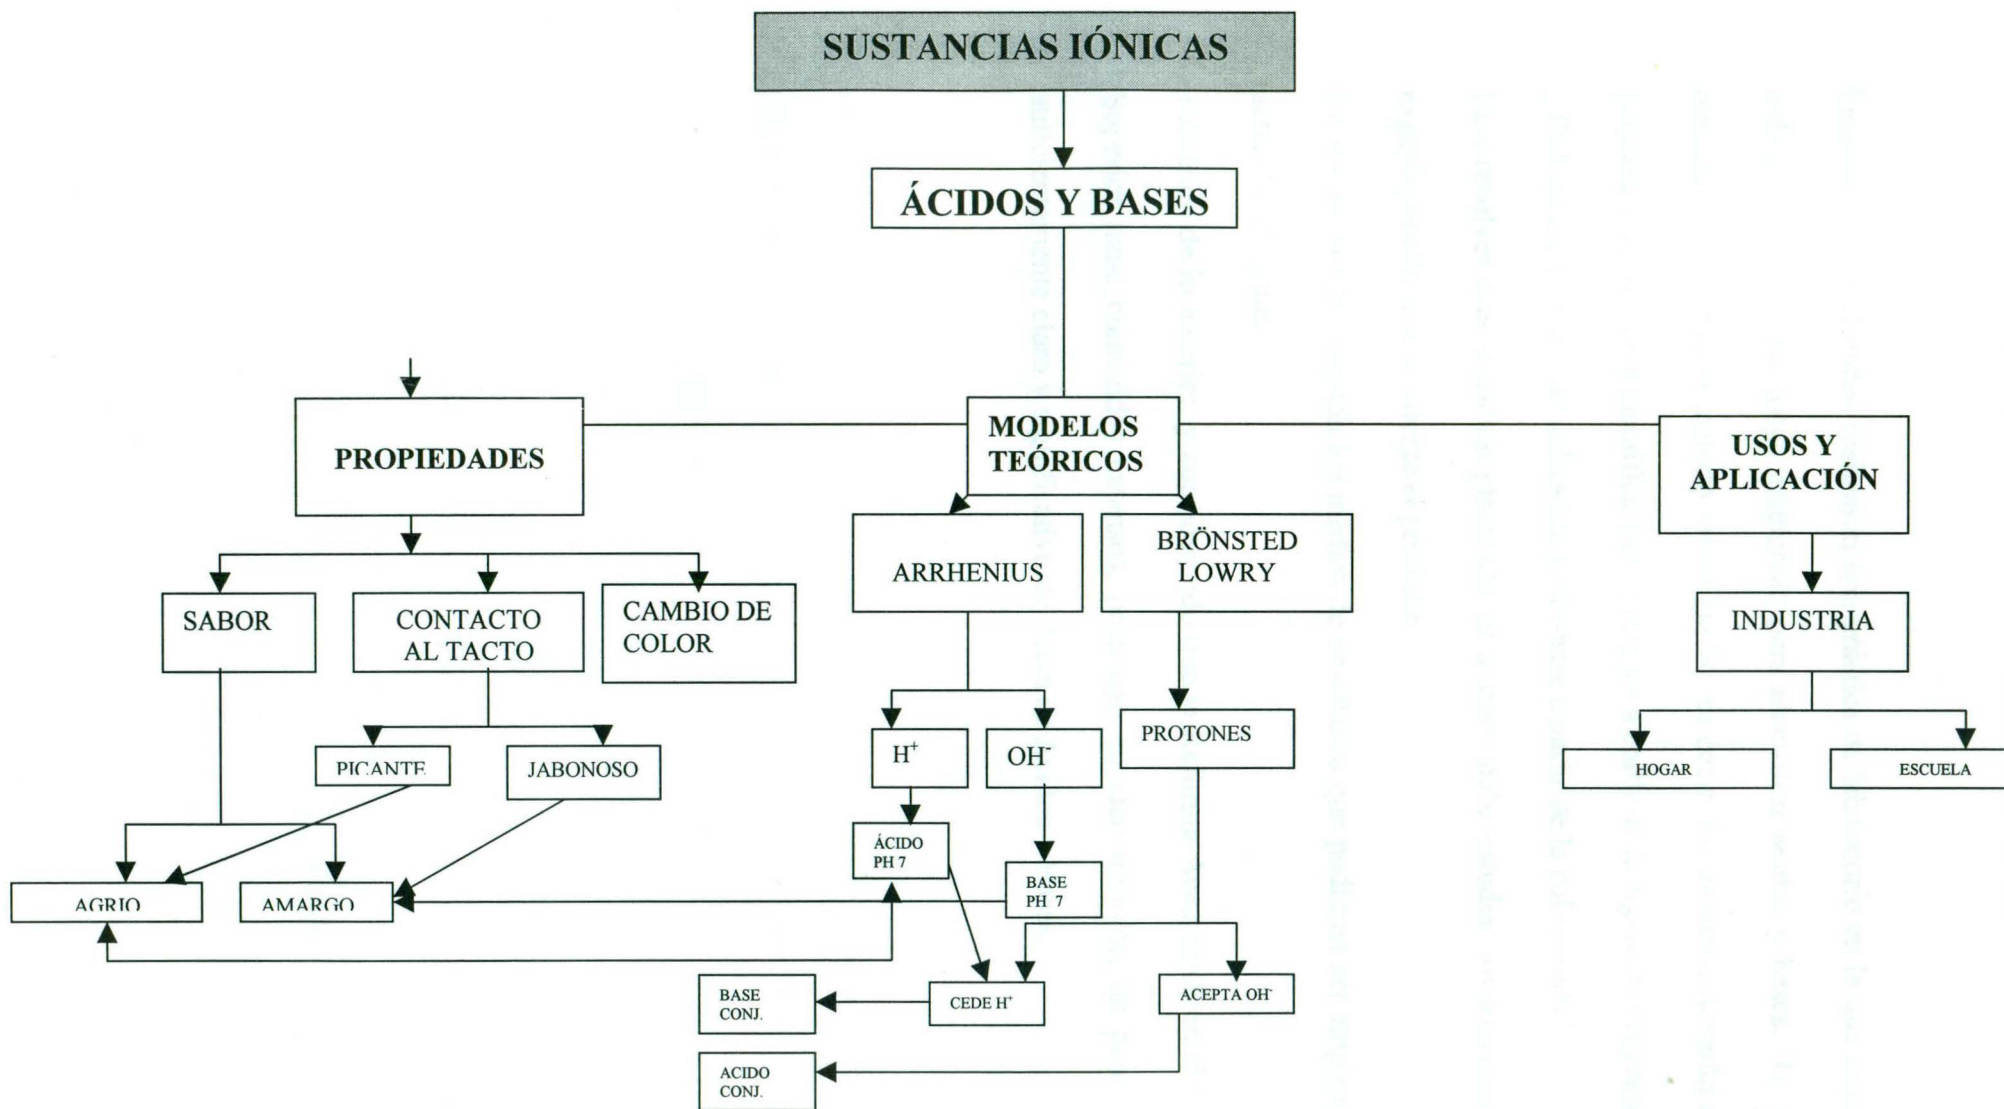 SUSTANCIAS IÓNICAS
ÁCIDOS Y BASES
PROPIEDADES
MODELOS
TEÓRICOS
USOS Y
APLICACIÓN
SABOR
CONTACTO
AL TACTO
CAMBIO DE
COLOR
ARRHENIUS
BRÖNSTED
LOWRY
INDUSTRIA
PICANTE
JABONOSO
H⁺
OH⁻
PROTONES
HOGAR
ESCUELA
AGRIO
AMARGO
ÁCIDO
PH 7
BASE
PH 7
BASE
CONJ.
CEDE H⁺
ACEPTA OH⁻
ACIDO
CONJ.